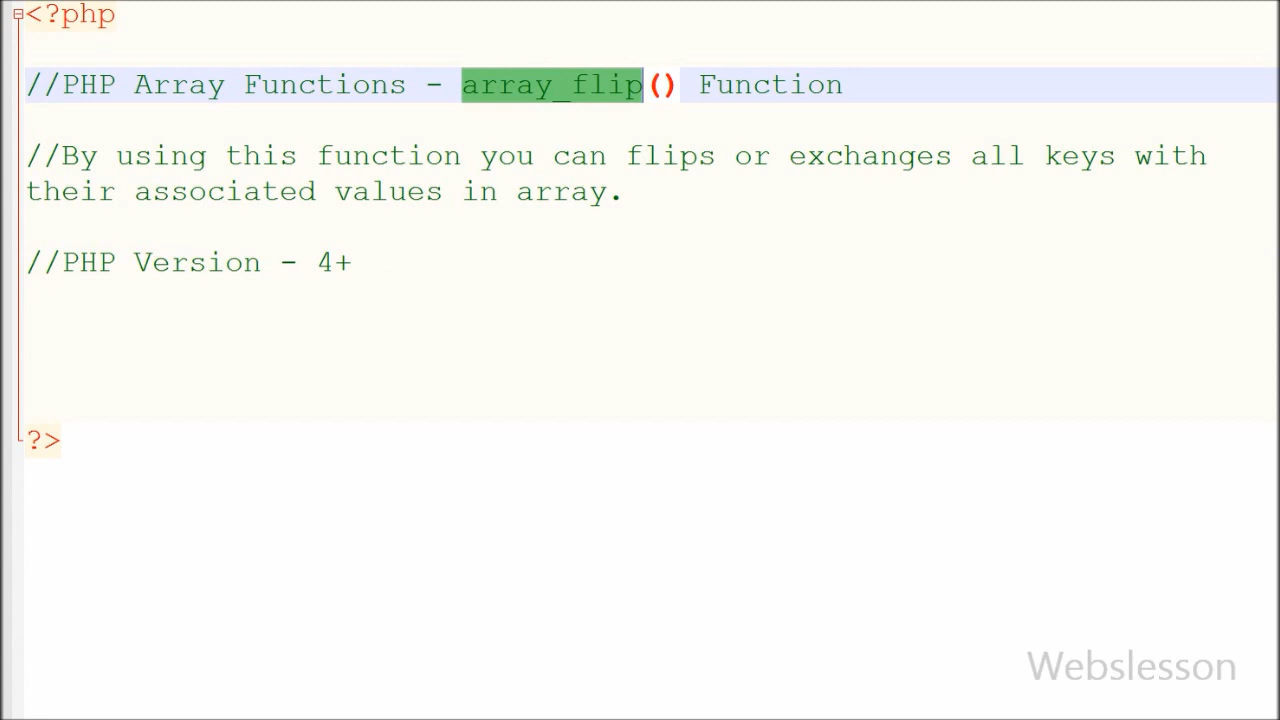 <?php
//PHP Array Functions - array_flip() Function
//By using this function you can flips or exchanges all keys with
their associated values in array.
//PHP Version - 4+
?>
Webslesson